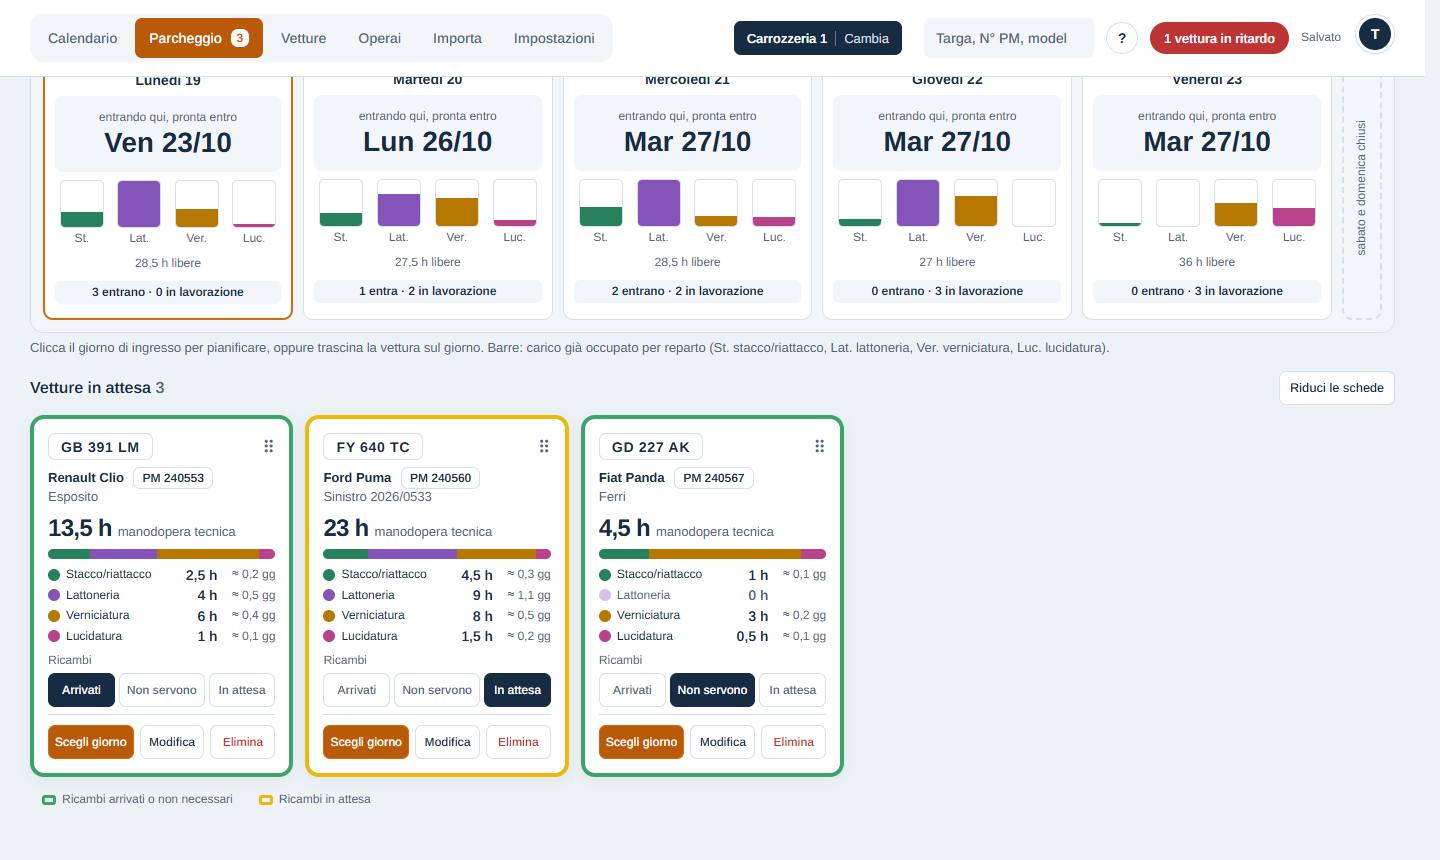 Calendario Parcheggio 3 Vetture Operai Importa Impostazioni Carrozzeria 1 Cambia Targa, N° PM, model ? 1 vettura in ritardo Salvato T
Lunedì 19 Martedì 20 Mercoledì 21 Giovedì 22 Venerdì 23
entrando qui, pronta entro entrando qui, pronta entro entrando qui, pronta entro entrando qui, pronta entro entrando qui, pronta entro
Ven 23/10 Lun 26/10 Mar 27/10 Mar 27/10 Mar 27/10
sabato e domenica chiusi
St. Lat. Ver. Luc. St. Lat. Ver. Luc. St. Lat. Ver. Luc. St. Lat. Ver. Luc. St. Lat. Ver. Luc.
28,5 h libere 27,5 h libere 28,5 h libere 27 h libere 36 h libere
3 entrano · 0 in lavorazione 1 entra · 2 in lavorazione 2 entrano · 2 in lavorazione 0 entrano · 3 in lavorazione 0 entrano · 3 in lavorazione
Clicca il giorno di ingresso per pianificare, oppure trascina la vettura sul giorno. Barre: carico già occupato per reparto (St. stacco/riattacco, Lat. lattoneria, Ver. verniciatura, Luc. lucidatura).
Vetture in attesa 3 Riduci le schede
GB 391 LM
Renault Clio PM 240553
Esposito
13,5 h manodopera tecnica
Stacco/riattacco 2,5 h ≈ 0,2 gg
Lattoneria 4 h ≈ 0,5 gg
Verniciatura 6 h ≈ 0,4 gg
Lucidatura 1 h ≈ 0,1 gg
Ricambi
Arrivati Non servono In attesa
Scegli giorno Modifica Elimina
FY 640 TC
Ford Puma PM 240560
Sinistro 2026/0533
23 h manodopera tecnica
Stacco/riattacco 4,5 h ≈ 0,3 gg
Lattoneria 9 h ≈ 1,1 gg
Verniciatura 8 h ≈ 0,5 gg
Lucidatura 1,5 h ≈ 0,2 gg
Ricambi
Arrivati Non servono In attesa
Scegli giorno Modifica Elimina
GD 227 AK
Fiat Panda PM 240567
Ferri
4,5 h manodopera tecnica
Stacco/riattacco 1 h ≈ 0,1 gg
Lattoneria 0 h
Verniciatura 3 h ≈ 0,2 gg
Lucidatura 0,5 h ≈ 0,1 gg
Ricambi
Arrivati Non servono In attesa
Scegli giorno Modifica Elimina
Ricambi arrivati o non necessari Ricambi in attesa